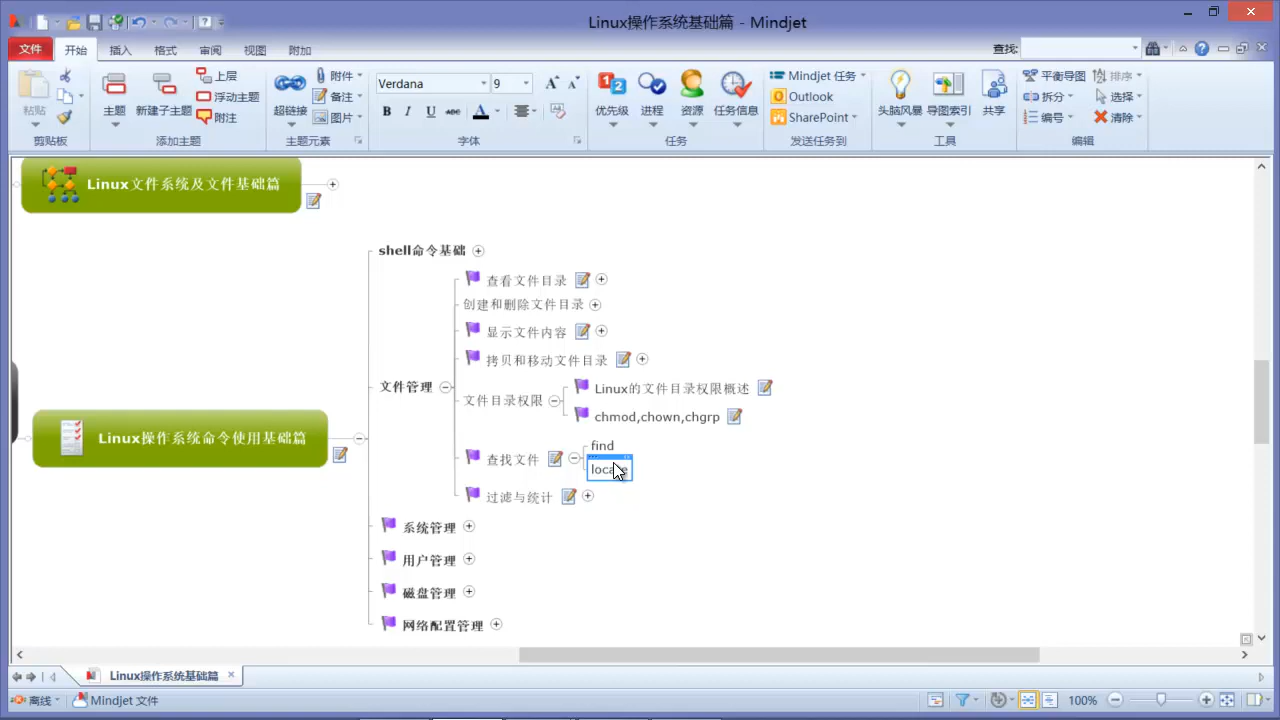 Linux操作系统基础篇 - Mindjet
文件 开始 插入 格式 审阅 视图 附加 查找:
粘贴 主题 新建子主题 上层 浮动主题 附注 超链接 附件 备注 图片 Verdana 9 优先级 进程 资源 任务信息 Mindjet 任务 Outlook SharePoint 头脑风暴 导图索引 共享 平衡导图 拆分 编号 排序 选择 清除
B I U abc A
剪贴板 添加主题 主题元素 字体 任务 发送任务到 工具 编辑
Linux文件系统及文件基础篇
shell命令基础
查看文件目录
创建和删除文件目录
显示文件内容
拷贝和移动文件目录
文件管理
文件目录权限
Linux的文件目录权限概述
chmod,chown,chgrp
Linux操作系统命令使用基础篇
find
查找文件
过滤与统计
系统管理
用户管理
磁盘管理
网络配置管理
Linux操作系统基础篇
离线 Mindjet 文件 100%